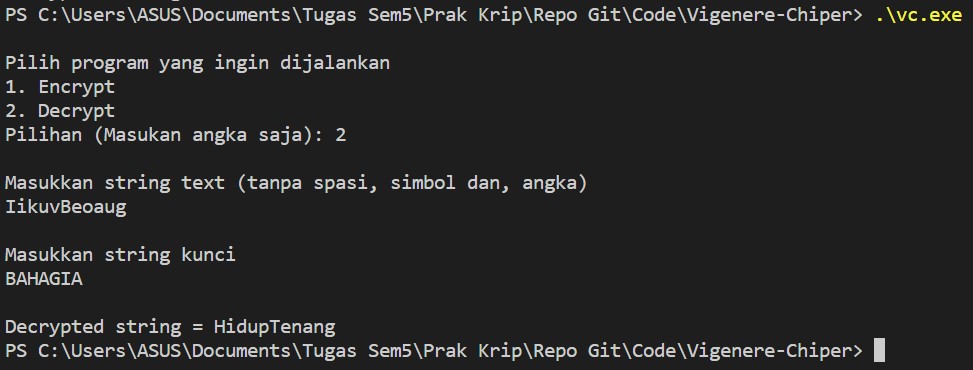 PS C:\Users\ASUS\Documents\Tugas Sem5\Prak Krip\Repo Git\Code\Vigenere-Chiper> .\vc.exe
Pilih program yang ingin dijalankan
1. Encrypt
2. Decrypt
Pilihan (Masukan angka saja): 2
Masukkan string text (tanpa spasi, simbol dan, angka)
IikuvBeoaug
Masukkan string kunci
BAHAGIA
Decrypted string = HidupTenang
PS C:\Users\ASUS\Documents\Tugas Sem5\Prak Krip\Repo Git\Code\Vigenere-Chiper>